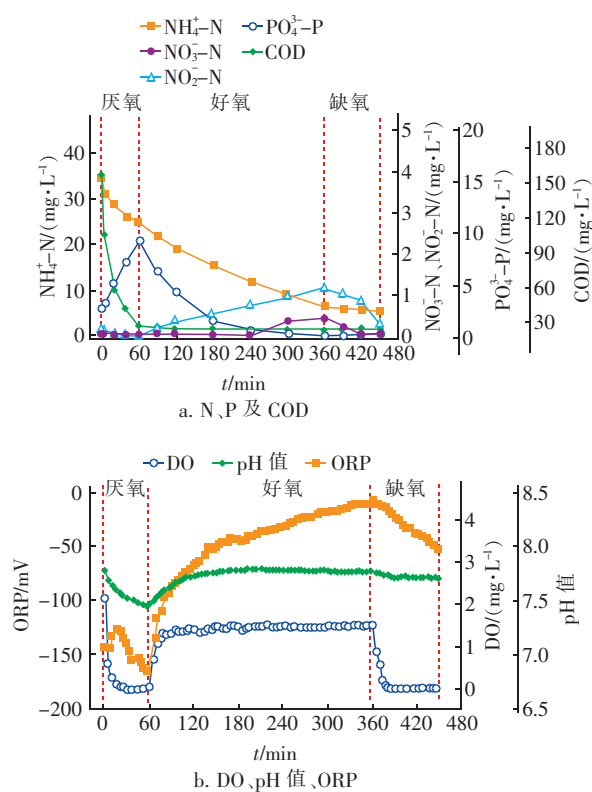 NH₄⁺–N PO₄³⁻–P
NO₃⁻–N COD
NO₂⁻–N
厌氧 好氧 缺氧
NH₄⁺–N/(mg•L⁻¹)
40
30
20
10
0
NO₃⁻–N、NO₂⁻–N/(mg•L⁻¹)
5
4
3
2
1
0
PO₄³⁻–P/(mg•L⁻¹)
20
15
10
5
0
COD/(mg•L⁻¹)
180
150
120
90
60
30
0 60 120 180 240 300 360 420 480
t/min
a. N、P 及 COD
DO pH 值 ORP
厌氧 好氧 缺氧
ORP/mV
0
−50
−100
−150
−200
DO/(mg•L⁻¹)
4
3
2
1
0
pH 值
8.5
8.0
7.5
7.0
6.5
0 60 120 180 240 300 360 420 480
t/min
b. DO、pH 值、ORP